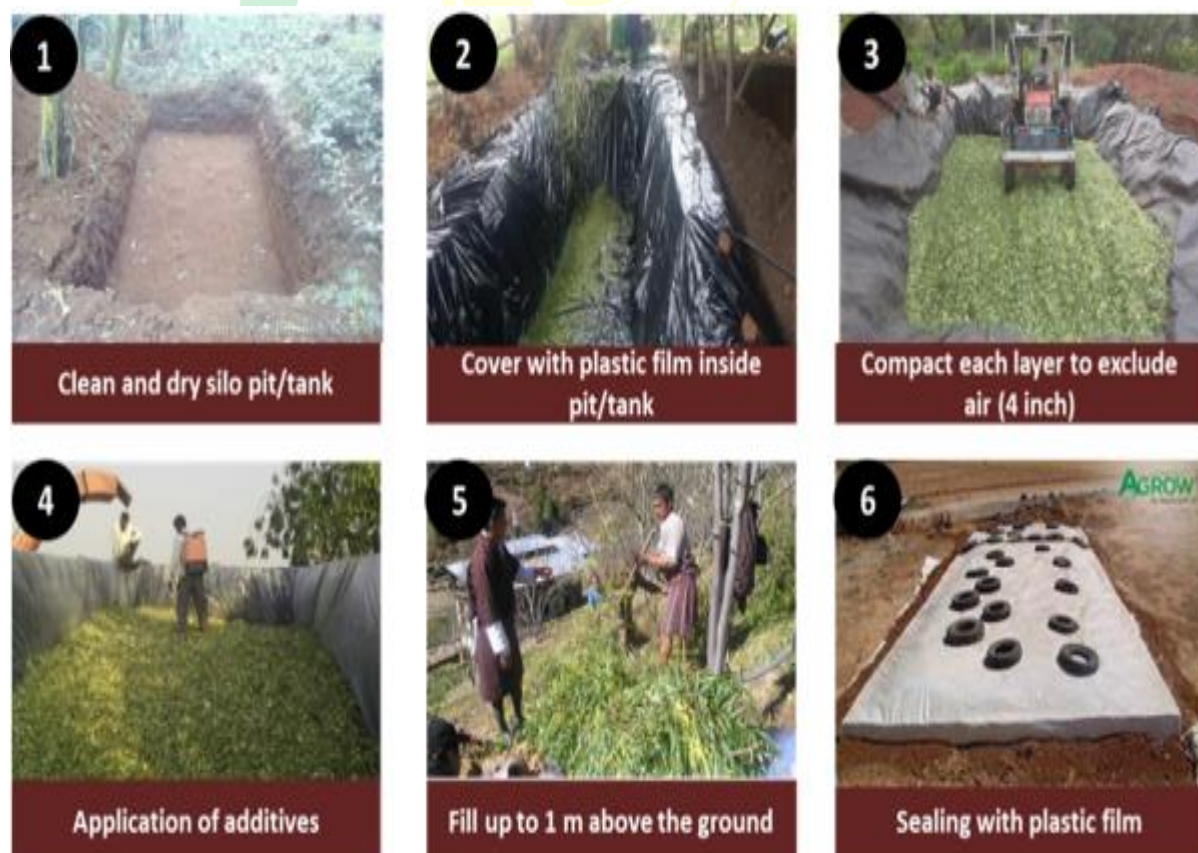 1
Clean and dry silo pit/tank
2
Cover with plastic film inside
pit/tank
3
Compact each layer to exclude
air (4 inch)
4
Application of additives
5
Fill up to 1 m above the ground
6
AGROW
Sealing with plastic film